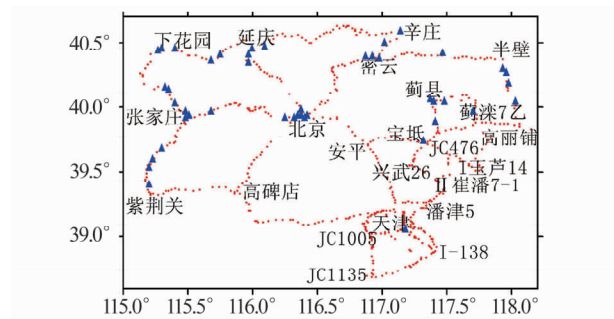 40.5°
40.0°
39.5°
39.0°
下花园
延庆
辛庄
密云
半壁
蓟县
蓟滦7乙
张家庄
北京
宝坻
高丽铺
安平
JC476
兴武26
I玉芦14
II崔潘7-1
紫荆关
高碑店
潘津5
天津
JC1005
I-138
JC1135
115.0°
115.5°
116.0°
116.5°
117.0°
117.5°
118.0°